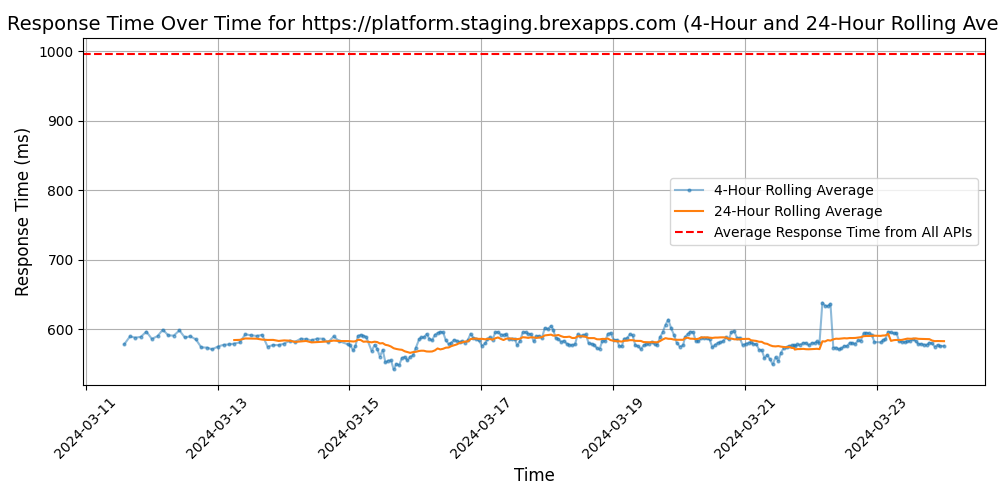 Response Time Over Time for https://platform.staging.brexapps.com (4-Hour and 24-Hour Rolling Ave
Response Time (ms)
1000
900
800
700
600
4-Hour Rolling Average
24-Hour Rolling Average
Average Response Time from All APIs
2024-03-11
2024-03-13
2024-03-15
2024-03-17
2024-03-19
2024-03-21
2024-03-23
Time